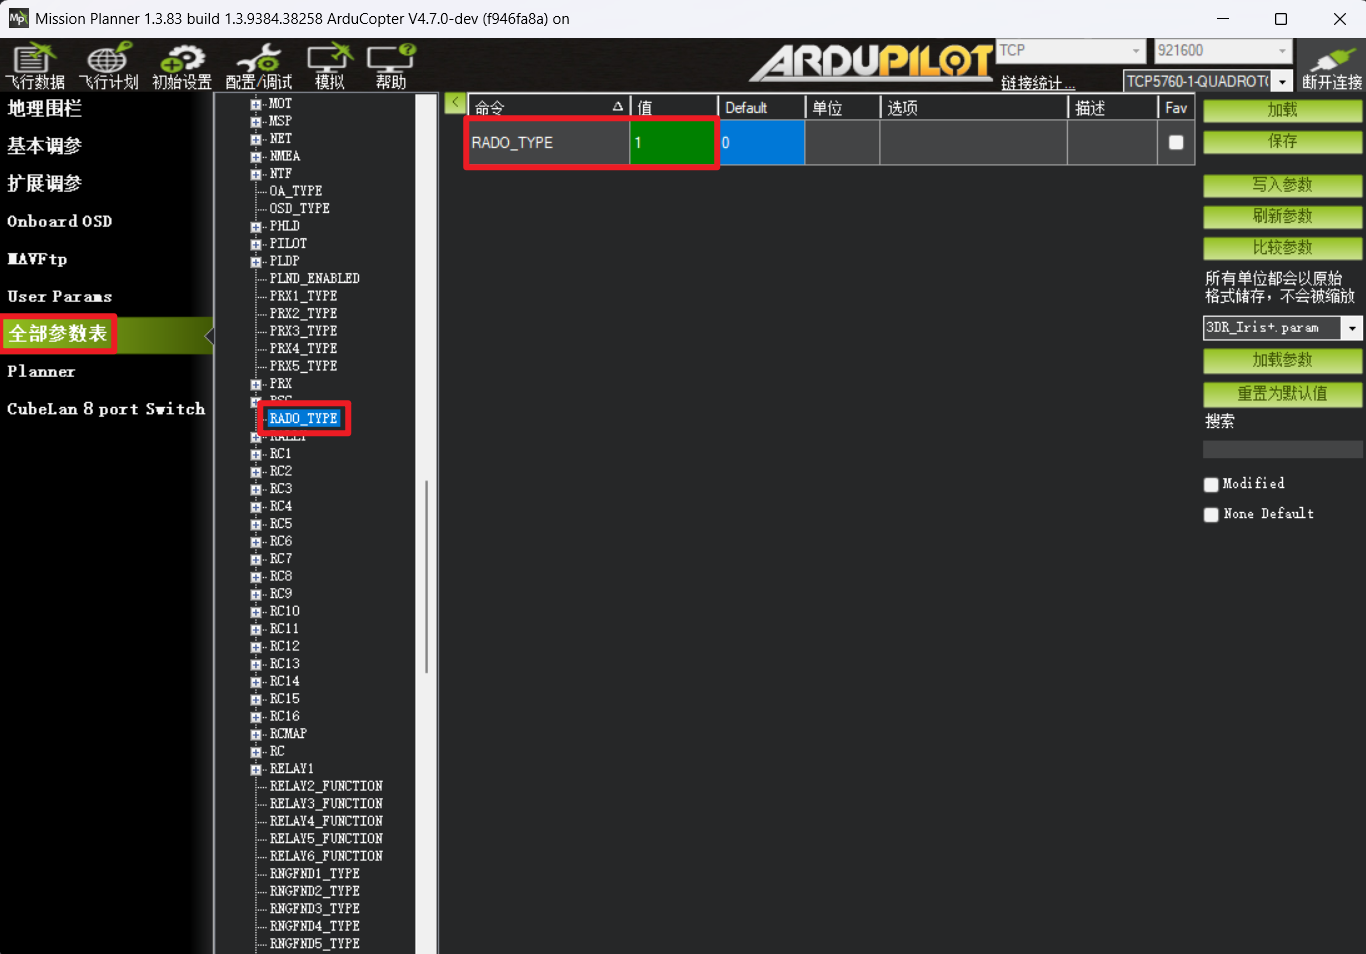 Mission Planner 1.3.83 build 1.3.9384.38258 ArduCopter V4.7.0-dev (f946fa8a) on
飞行数据 飞行计划 初始设置 配置/调试 模拟 帮助
ARDUPILOT
TCP 921600
链接统计... TCP5760-1-QUADROT 断开连接
地理围栏
基本调参
扩展调参
Onboard OSD
MAVFtp
User Params
全部参数表
Planner
CubeLan 8 port Switch
MOT
MSP
NET
NMEA
NTF
OA_TYPE
OSD_TYPE
PHLD
PILOT
PLDP
PLND_ENABLED
PRX1_TYPE
PRX2_TYPE
PRX3_TYPE
PRX4_TYPE
PRX5_TYPE
PRX
PSC
RADO_TYPE
RALLY
RC1
RC2
RC3
RC4
RC5
RC6
RC7
RC8
RC9
RC10
RC11
RC12
RC13
RC14
RC15
RC16
RCMAP
RC
RELAY1
RELAY2_FUNCTION
RELAY3_FUNCTION
RELAY4_FUNCTION
RELAY5_FUNCTION
RELAY6_FUNCTION
RNGFND1_TYPE
RNGFND2_TYPE
RNGFND3_TYPE
RNGFND4_TYPE
RNGFND5_TYPE
命令 值 Default 单位 选项 描述 Fav
RADO_TYPE 1 0
加载
保存
写入参数
刷新参数
比较参数
所有单位都会以原始
格式储存，不会被缩放
3DR_Iris+.param
加载参数
重置为默认值
搜索
Modified
None Default